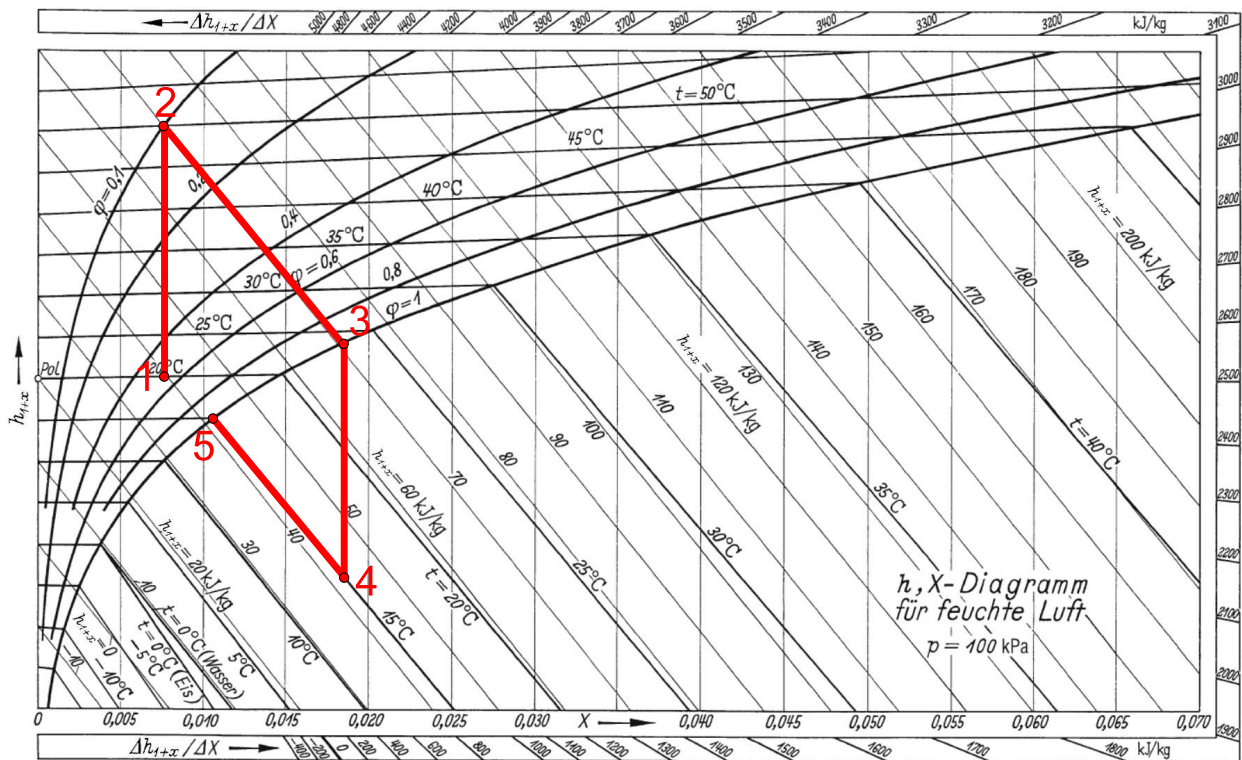 Δh₁₊ₓ/ΔX
5000 4800 4600 4400 4200 4000 3900 3800 3700 3600 3500 3400 3300 3200 kJ/kg 3100
3000
2900
2800
2700
2600
2500
2400
2300
2200
2100
2000
1900
t=50°C
45°C
40°C
35°C
30°C
25°C
20°C
φ=0,1
0,4
φ=0,6
0,8
φ=1
Pol
h₁₊ₓ
1
2
3
4
5
h₁₊ₓ=200 kJ/kg
190
180
170
160
150
140
130
h₁₊ₓ=120 kJ/kg
110
100
90
80
70
h₁₊ₓ=60 kJ/kg
50
40
30
h₁₊ₓ=20 kJ/kg
10
h₁₊ₓ=0
-10
t=40°C
35°C
30°C
25°C
t=20°C
15°C
10°C
5°C
t=0°C (Wasser)
t=0°C (Eis)
-5°C
-10°C
h,X-Diagramm
für feuchte Luft
p=100 kPa
0 0,005 0,010 0,015 0,020 0,025 0,030 X 0,040 0,045 0,050 0,055 0,060 0,065 0,070
Δh₁₊ₓ/ΔX
-400 -200 0 200 400 600 800 1000 1100 1200 1300 1400 1500 1600 1700 1800 kJ/kg